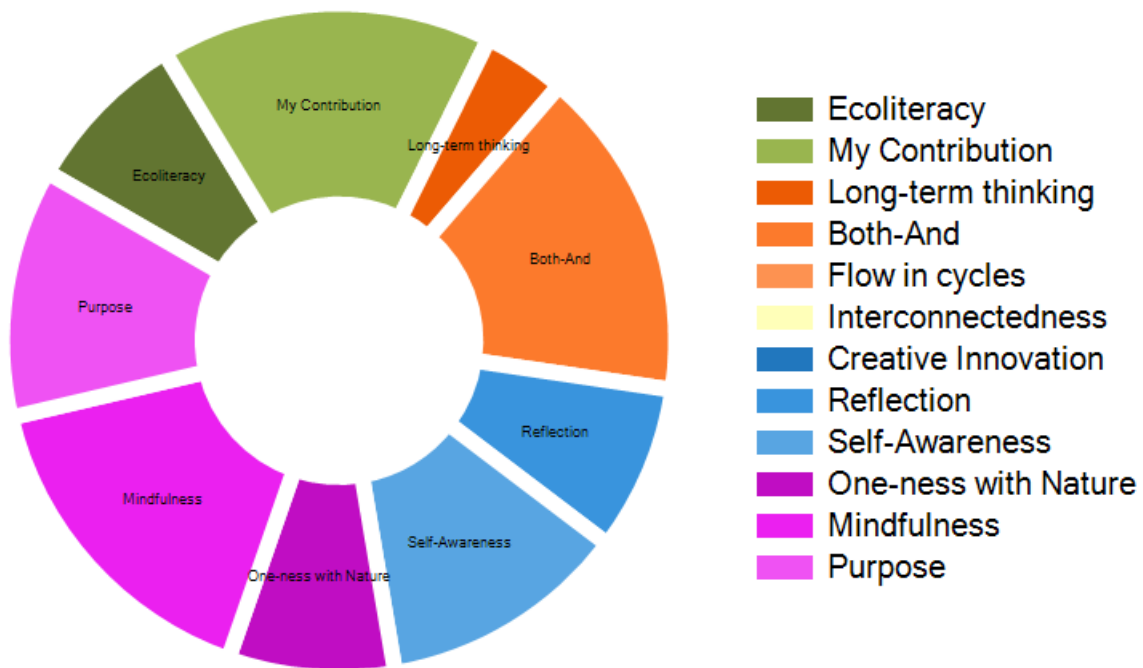 My Contribution
Long-term thinking
Ecoliteracy
Both-And
Purpose
Reflection
Mindfulness
Self-Awareness
One-ness with Nature
Ecoliteracy
My Contribution
Long-term thinking
Both-And
Flow in cycles
Interconnectedness
Creative Innovation
Reflection
Self-Awareness
One-ness with Nature
Mindfulness
Purpose